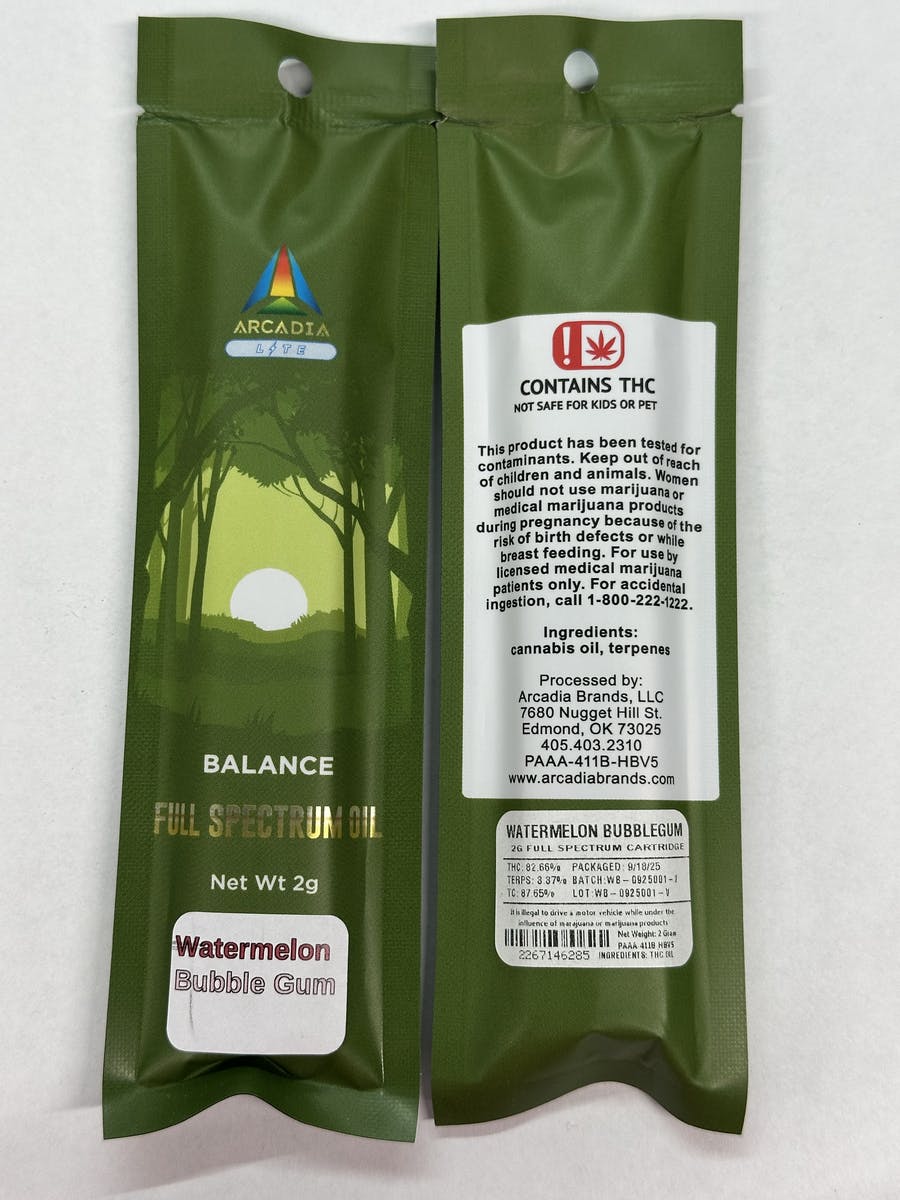 ARCADIA
LITE
BALANCE
FULL SPECTRUM OIL
Net Wt 2g
Watermelon
Bubble Gum
CONTAINS THC
NOT SAFE FOR KIDS OR PET
This product has been tested for
contaminants. Keep out of reach
of children and animals. Women
should not use marijuana or
medical marijuana products
during pregnancy because of the
risk of birth defects or while
breast feeding. For use by
licensed medical marijuana
patients only. For accidental
ingestion, call 1-800-222-1222.
Ingredients:
cannabis oil, terpenes
Processed by:
Arcadia Brands, LLC
7680 Nugget Hill St.
Edmond, OK 73025
405.403.2310
PAAA-411B-HBV5
www.arcadiabrands.com
WATERMELON BUBBLEGUM
2G FULL SPECTRUM CARTRIDGE
THC: 82.66% PACKAGED: 9/18/25
TERPS: 3.37% BATCH: WB-0925001-1
TC: 87.65% LOT: WB-0925001-V
It is illegal to drive a motor vehicle while under the
influence of marajuana or marijuana products
Net Weight: 2 Gram
PAAA-411B HBV5
2267146285 INGREDIENTS: THC OIL